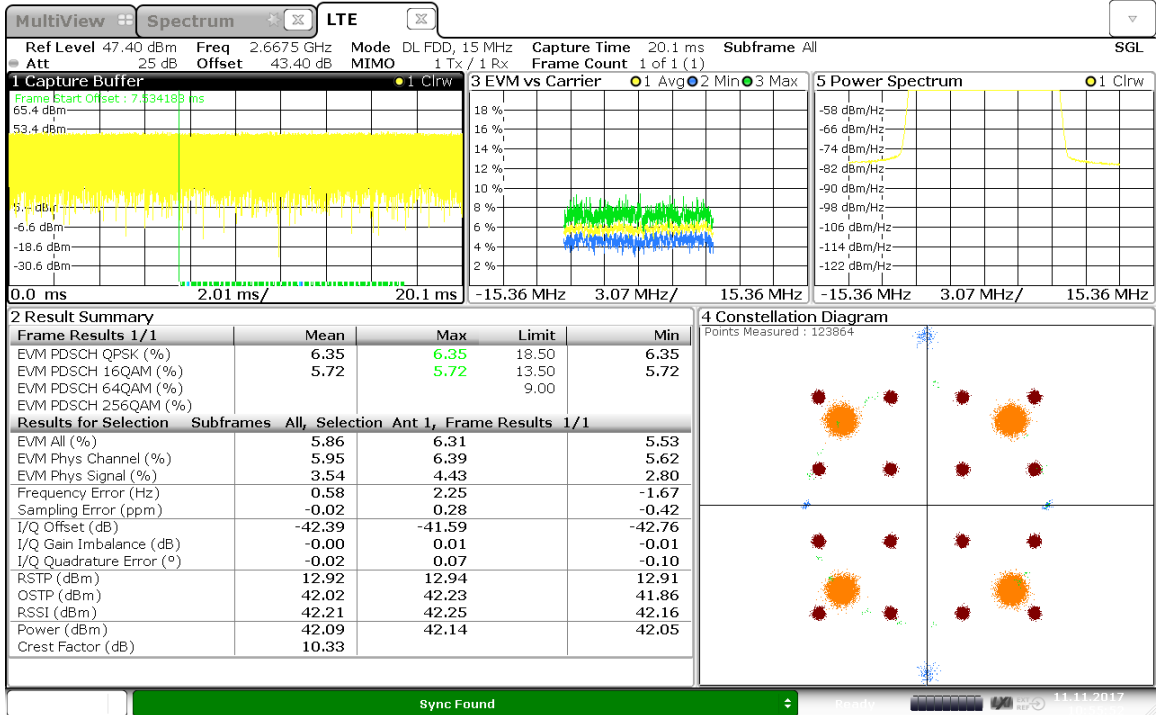 MultiView Spectrum LTE
Ref Level 47.40 dBm Freq 2.6675 GHz Mode DL FDD, 15 MHz Capture Time 20.1 ms Subframe All SGL
Att 25 dB Offset 43.40 dB MIMO 1 Tx / 1 Rx Frame Count 1 of 1 (1)
1 Capture Buffer 1 Clrw
Frame Start Offset : 7.534183 ms
65.4 dBm
53.4 dBm
-6.6 dBm
-18.6 dBm
-30.6 dBm
0.0 ms 2.01 ms/ 20.1 ms
3 EVM vs Carrier 1 Avg 2 Min 3 Max
18 %
16 %
14 %
12 %
10 %
8 %
6 %
4 %
2 %
-15.36 MHz 3.07 MHz/ 15.36 MHz
5 Power Spectrum 1 Clrw
-58 dBm/Hz
-66 dBm/Hz
-74 dBm/Hz
-82 dBm/Hz
-90 dBm/Hz
-98 dBm/Hz
-106 dBm/Hz
-114 dBm/Hz
-122 dBm/Hz
-15.36 MHz 3.07 MHz/ 15.36 MHz
2 Result Summary
Frame Results 1/1 Mean Max Limit Min
EVM PDSCH QPSK (%) 6.35 6.35 18.50 6.35
EVM PDSCH 16QAM (%) 5.72 5.72 13.50 5.72
EVM PDSCH 64QAM (%) 9.00
EVM PDSCH 256QAM (%)
Results for Selection Subframes All, Selection Ant 1, Frame Results 1/1
EVM All (%) 5.86 6.31 5.53
EVM Phys Channel (%) 5.95 6.39 5.62
EVM Phys Signal (%) 3.54 4.43 2.80
Frequency Error (Hz) 0.58 2.25 -1.67
Sampling Error (ppm) -0.02 0.28 -0.42
I/Q Offset (dB) -42.39 -41.59 -42.76
I/Q Gain Imbalance (dB) -0.00 0.01 -0.01
I/Q Quadrature Error (º) -0.02 0.07 -0.10
RSTP (dBm) 12.92 12.94 12.91
OSTP (dBm) 42.02 42.23 41.86
RSSI (dBm) 42.21 42.25 42.16
Power (dBm) 42.09 42.14 42.05
Crest Factor (dB) 10.33
4 Constellation Diagram
Points Measured : 123864
Sync Found
Ready
LXI
EXT
REF
11.11.2017